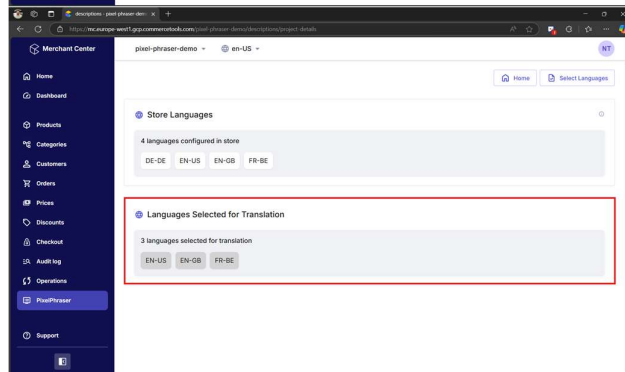 descriptions - pixel-phraser-dem
https://mc.europe-west1.gcp.commercetools.com/pixel-phraser-demo/descriptions/project-details
Merchant Center
pixel-phraser-demo
en-US
NT
Home
Dashboard
Products
Categories
Customers
Orders
Prices
Discounts
Checkout
Audit log
Operations
PixelPhraser
Support
Home
Select Languages
Store Languages
4 languages configured in store
DE-DE EN-US EN-GB FR-BE
Languages Selected for Translation
3 languages selected for translation
EN-US EN-GB FR-BE